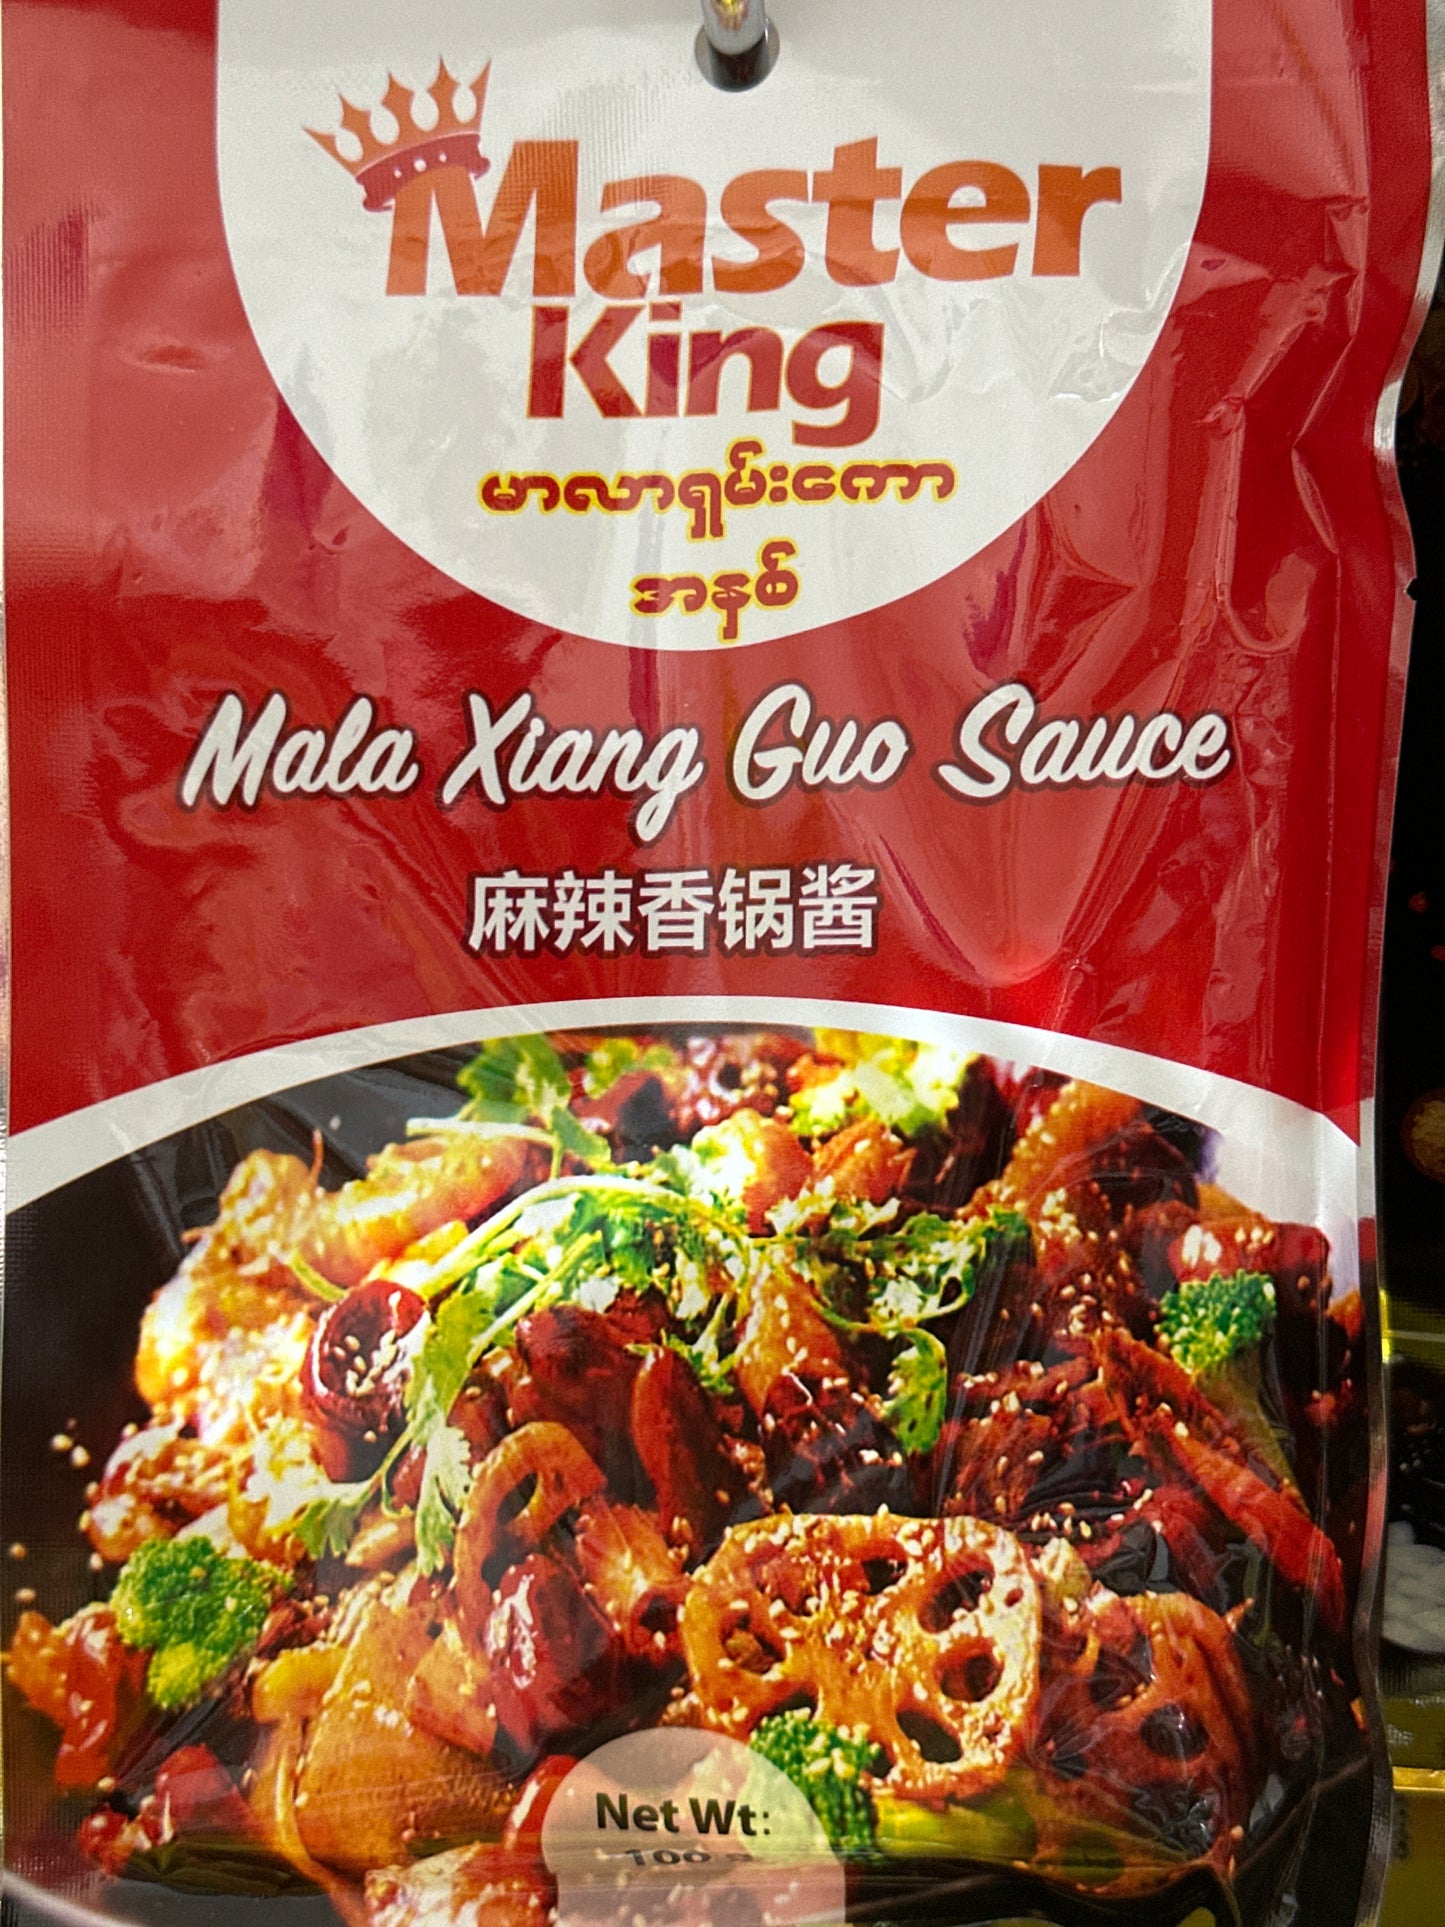 Master
King
မာလာရှမ်းကော
အနှစ်
Mala Xiang Guo Sauce
麻辣香锅酱
Net Wt:
100